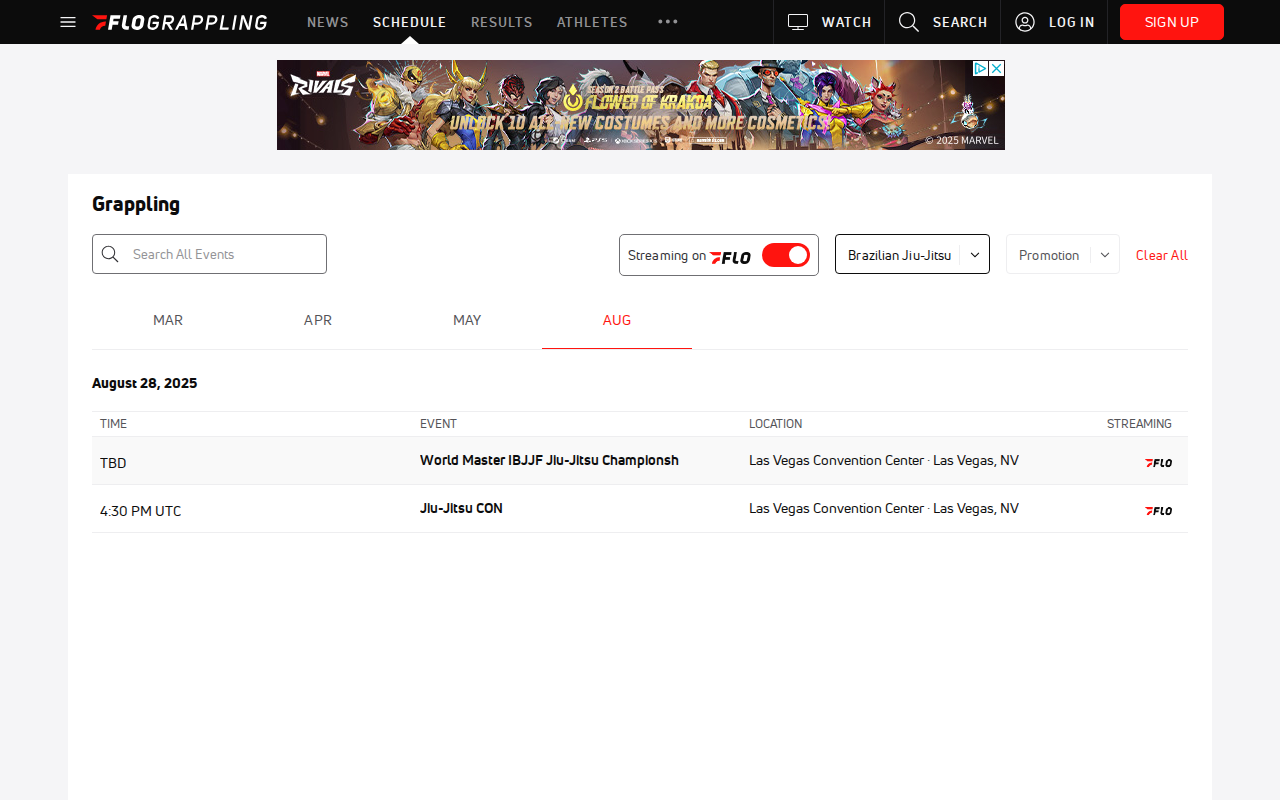 FLOGRAPPLING
NEWS
SCHEDULE
RESULTS
ATHLETES
WATCH
SEARCH
LOG IN
SIGN UP
MARVEL
RIVALS
SEASON 2 BATTLE PASS
FLOWER OF KRAKOA
UNLOCK 10 ALL-NEW COSTUMES AND MORE COSMETICS
© 2025 MARVEL
Grappling
Search All Events
Streaming on FLO
Brazilian Jiu-Jitsu
Promotion
Clear All
MAR
APR
MAY
AUG
August 28, 2025
TIME
EVENT
LOCATION
STREAMING
TBD
World Master IBJJF Jiu-Jitsu Championsh
Las Vegas Convention Center · Las Vegas, NV
FLO
4:30 PM UTC
Jiu-Jitsu CON
Las Vegas Convention Center · Las Vegas, NV
FLO